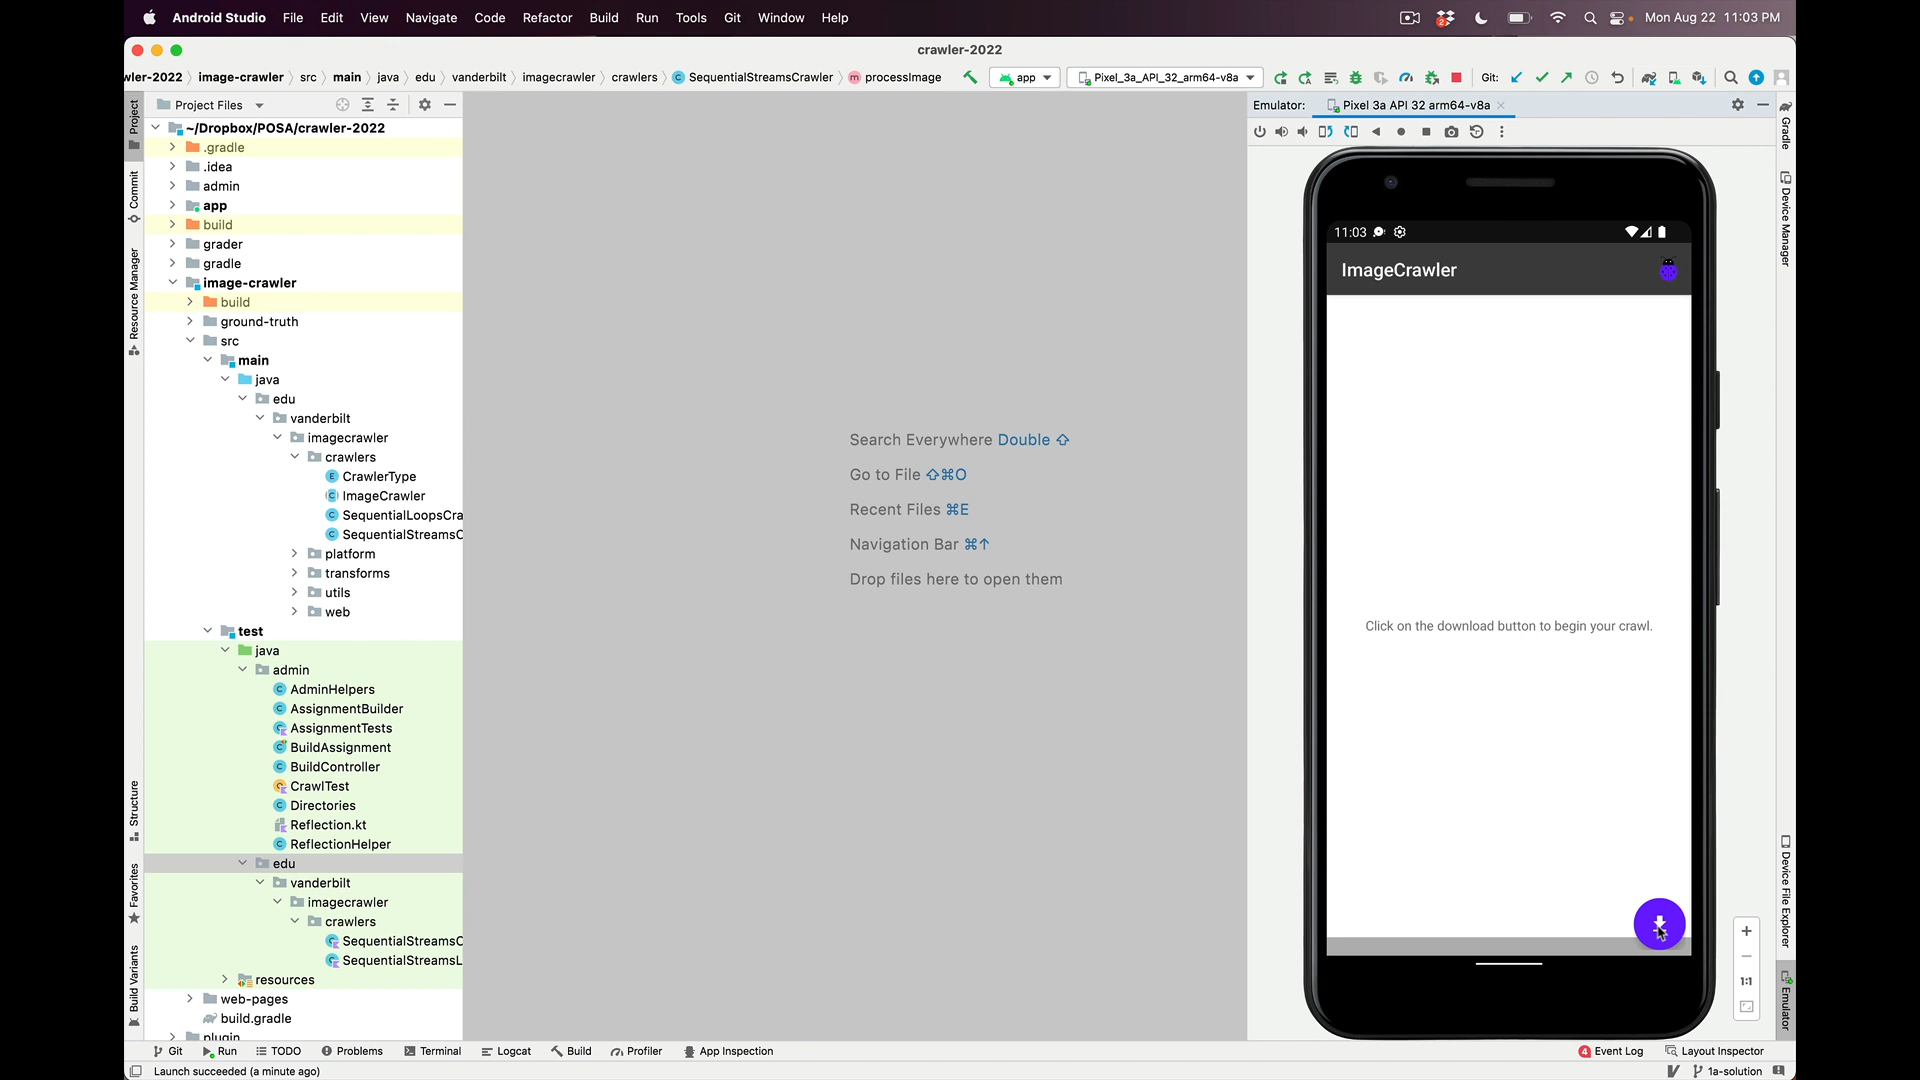 Android Studio File Edit View Navigate Code Refactor Build Run Tools Git Window Help 2 Mon Aug 22 11:03 PM
crawler-2022
wler-2022 image-crawler src main java edu vanderbilt imagecrawler crawlers C SequentialStreamsCrawler m processImage app Pixel_3a_API_32_arm64-v8a Git:
Project Files
Emulator: Pixel 3a API 32 arm64-v8a
~/Dropbox/POSA/crawler-2022
.gradle
.idea
admin
app
build
grader
gradle
image-crawler
build
ground-truth
src
main
java
edu
vanderbilt
imagecrawler
crawlers
E CrawlerType
C ImageCrawler
C SequentialLoopsCra
C SequentialStreamsC
platform
transforms
utils
web
test
java
admin
C AdminHelpers
C AssignmentBuilder
AssignmentTests
BuildAssignment
C BuildController
CrawlTest
C Directories
Reflection.kt
C ReflectionHelper
edu
vanderbilt
imagecrawler
crawlers
SequentialStreamsC
SequentialStreamsL
resources
web-pages
build.gradle
plugin
Project
Commit
Resource Manager
Structure
Favorites
Build Variants
Search Everywhere Double ⇧
Go to File ⇧⌘O
Recent Files ⌘E
Navigation Bar ⌘↑
Drop files here to open them
11:03
ImageCrawler
Click on the download button to begin your crawl.
1:1
Gradle
Device Manager
Device File Explorer
Emulator
Git Run TODO Problems Terminal Logcat Build Profiler App Inspection 4 Event Log Layout Inspector
Launch succeeded (a minute ago) 1a-solution